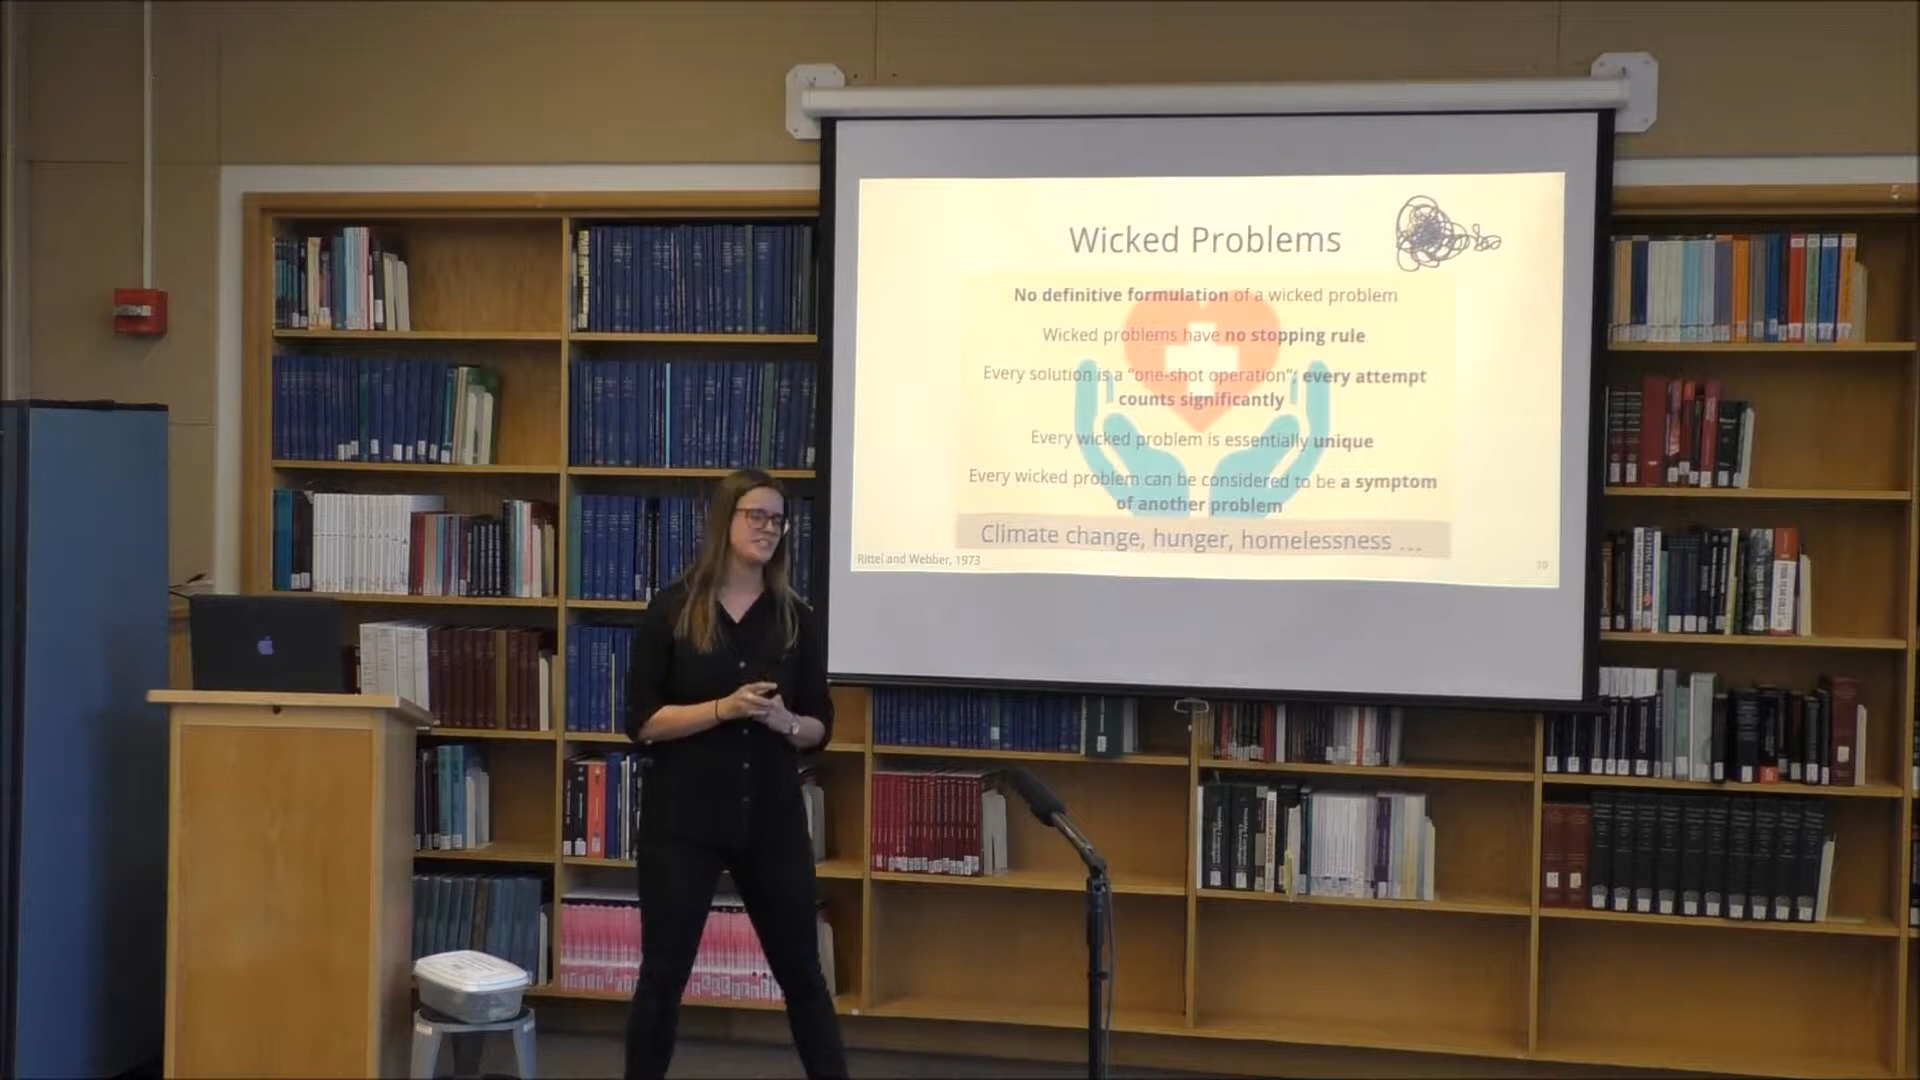 Wicked Problems
No definitive formulation of a wicked problem
Wicked problems have no stopping rule
Every solution is a "one-shot operation"; every attempt
counts significantly
Every wicked problem is essentially unique
Every wicked problem can be considered to be a symptom
of another problem
Climate change, hunger, homelessness ...
Rittel and Webber, 1973
10